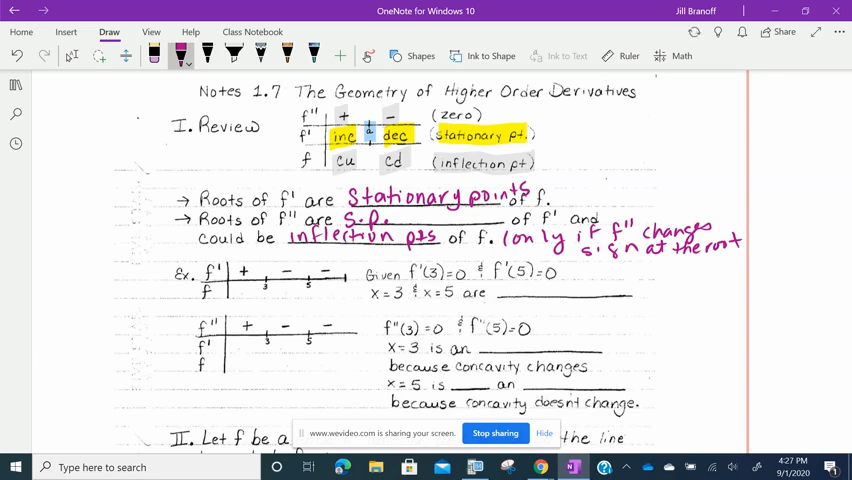 OneNote for Windows 10
Jill Branoff
Home Insert Draw View Help Class Notebook
Share
Shapes Ink to Shape Ink to Text Ruler Math
Notes 1.7 The Geometry of Higher Order Derivatives
I. Review
f'' + - (zero)
f' inc a dec (stationary pt.)
f cu cd (inflection pt)
→ Roots of f' are stationary points of f.
→ Roots of f'' are s.p. of f' and
could be inflection pts of f. (only if f'' changes
sign at the root
Ex. f' + - - Given f'(3)=0 & f'(5)=0
f 3 5 x=3 & x=5 are
f'' + - - f''(3)=0 & f''(5)=0
f' 3 5 x=3 is an
f because concavity changes
x=5 is an
because concavity doesn't change.
II. Let f be a the line
www.wevideo.com is sharing your screen. Stop sharing Hide
Type here to search
4:27 PM
9/1/2020